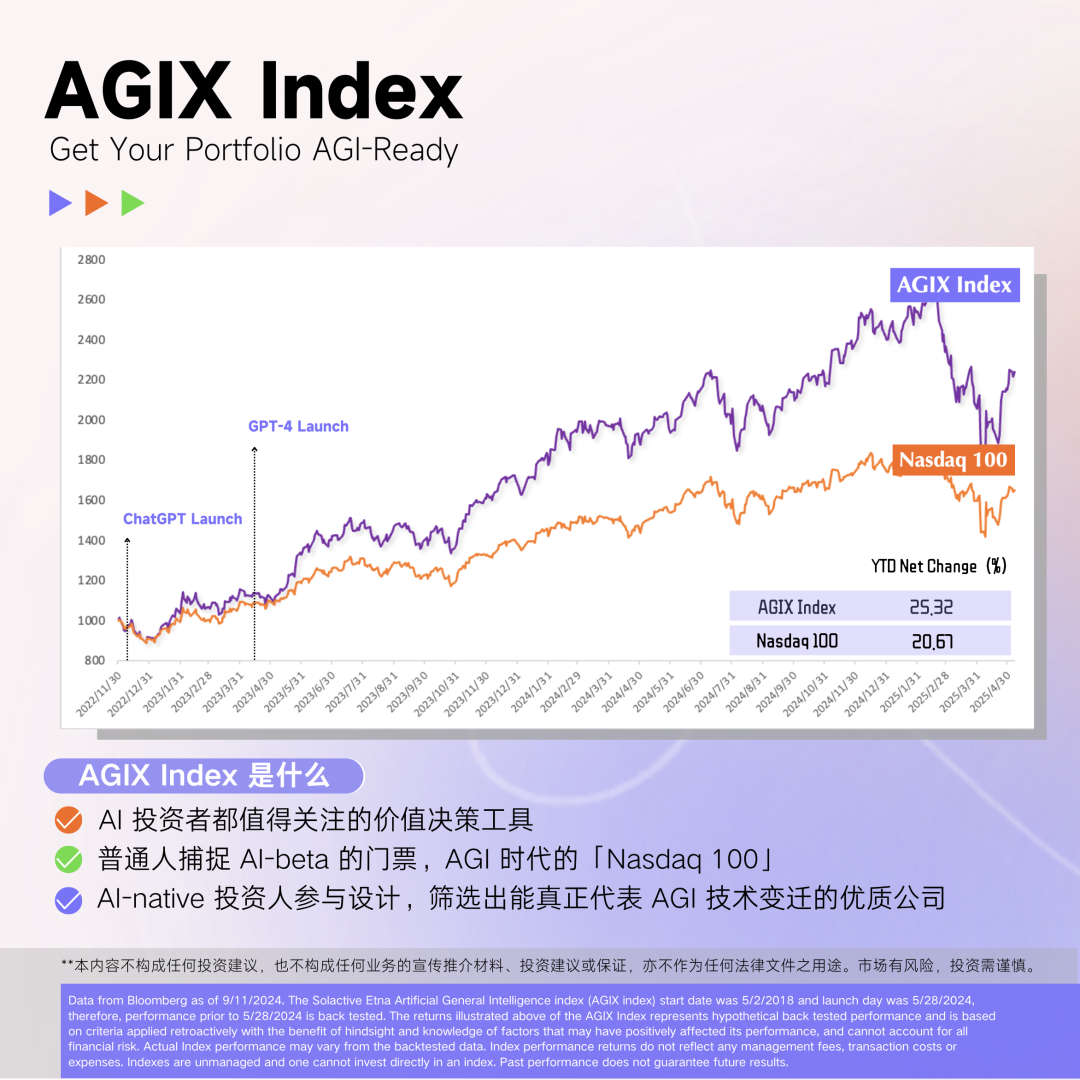 AGIX Index
Get Your Portfolio AGI-Ready
2800
2600
2400
2200
2000
1800
1600
1400
1200
1000
800
AGIX Index
GPT-4 Launch
Nasdaq 100
ChatGPT Launch
YTD Net Change (%)
AGIX Index 25.32
Nasdaq 100 20.67
2022/11/30
2022/12/31
2023/1/31
2023/2/28
2023/3/31
2023/4/30
2023/5/31
2023/6/30
2023/7/31
2023/8/31
2023/9/30
2023/10/31
2023/11/30
2023/12/31
2024/1/31
2024/2/29
2024/3/31
2024/4/30
2024/5/31
2024/6/30
2024/7/31
2024/8/31
2024/9/30
2024/10/31
2024/11/30
2024/12/31
2025/1/31
2025/2/28
2025/3/31
2025/4/30
AGIX Index 是什么
AI 投资者都值得关注的价值决策工具
普通人捕捉 AI-beta 的门票，AGI 时代的「Nasdaq 100」
AI-native 投资人参与设计，筛选出能真正代表 AGI 技术变迁的优质公司
**本内容不构成任何投资建议，也不构成任何业务的宣传推介材料、投资建议或保证，亦不作为任何法律文件之用途。市场有风险，投资需谨慎。
Data from Bloomberg as of 9/11/2024. The Solactive Etna Artificial General Intelligence index (AGIX index) start date was 5/2/2018 and launch day was 5/28/2024,
therefore, performance prior to 5/28/2024 is back tested. The returns illustrated above of the AGIX Index represents hypothetical back tested performance and is based
on criteria applied retroactively with the benefit of hindsight and knowledge of factors that may have positively affected its performance, and cannot account for all
financial risk. Actual Index performance may vary from the backtested data. Index performance returns do not reflect any management fees, transaction costs or
expenses. Indexes are unmanaged and one cannot invest directly in an index. Past performance does not guarantee future results.